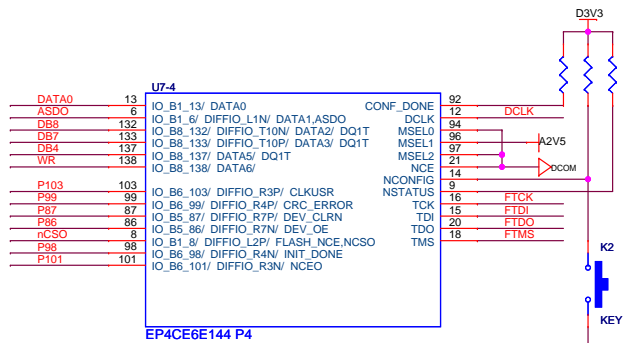 D3V3
U7-4
DATA0 13 IO_B1_13/ DATA0 CONF_DONE 92
ASDO 6 IO_B1_6/ DIFFIO_L1N/ DATA1,ASDO DCLK 12 DCLK
DB8 132 IO_B8_132/ DIFFIO_T10N/ DATA2/ DQ1T MSEL0 94
DB7 133 IO_B8_133/ DIFFIO_T10P/ DATA3/ DQ1T MSEL1 96 A2V5
DB4 137 IO_B8_137/ DATA5/ DQ1T MSEL2 97
WR 138 IO_B8_138/ DATA6/ NCE 21 DCOM
NCONFIG 14
P103 103 IO_B6_103/ DIFFIO_R3P/ CLKUSR NSTATUS 9
P99 99 IO_B6_99/ DIFFIO_R4P/ CRC_ERROR TCK 16 FTCK
P87 87 IO_B5_87/ DIFFIO_R7P/ DEV_CLRN TDI 15 FTDI
P86 86 IO_B5_86/ DIFFIO_R7N/ DEV_OE TDO 20 FTDO
nCSO 8 IO_B1_8/ DIFFIO_L2P/ FLASH_NCE,NCSO TMS 18 FTMS
P98 98 IO_B6_98/ DIFFIO_R4N/ INIT_DONE
P101 101 IO_B6_101/ DIFFIO_R3N/ NCEO
K2
KEY
EP4CE6E144 P4